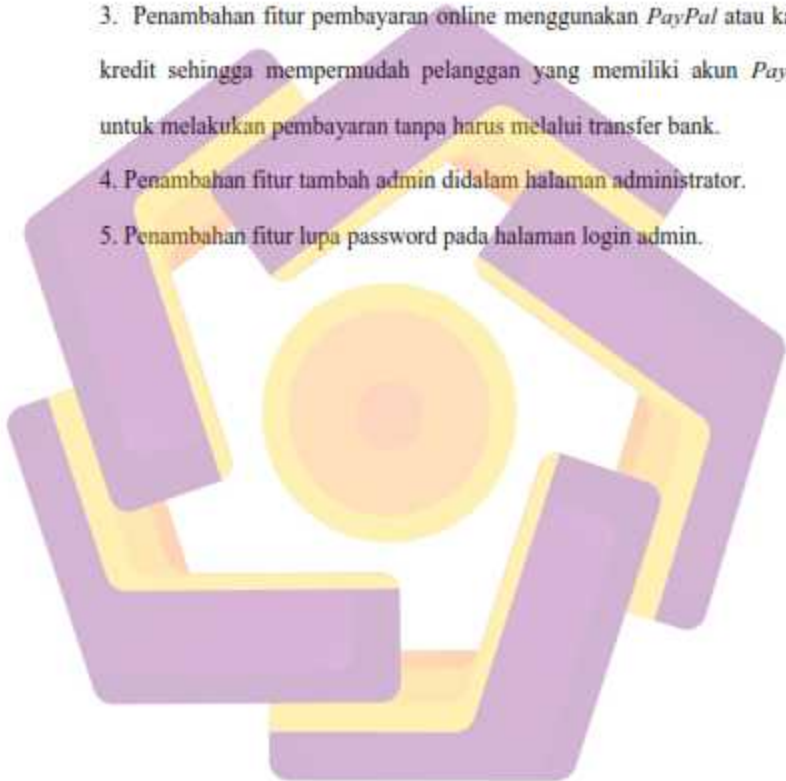 3. Penambahan fitur pembayaran online menggunakan PayPal atau
kredit sehingga mempermudah pelanggan yang memiliki akun
untuk melakukan pembayaran tanpa harus melalui transfer bank.
4. Penambahan fitur tambah admin didalam halaman administrator.
5. Penambahan fitur lupa password pada halaman login admin.